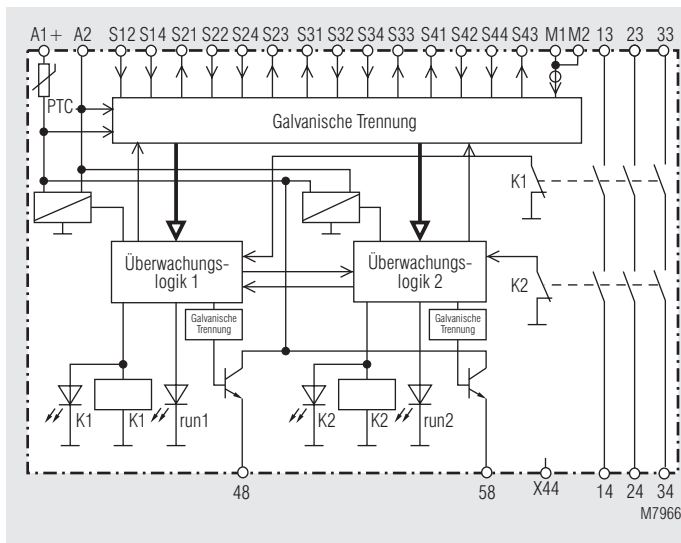 A1+ A2 S12 S14 S21 S22 S24 S23 S31 S32 S34 S33 S41 S42 S44 S43 M1 M2 13 23 33
PTC
Galvanische Trennung
K1
Überwachungs-
logik 1
Überwachungs-
logik 2
K2
Galvanische
Trennung
Galvanische
Trennung
K1 K1 run1 K2 K2 run2
48 58 X44 14 24 34
M7966